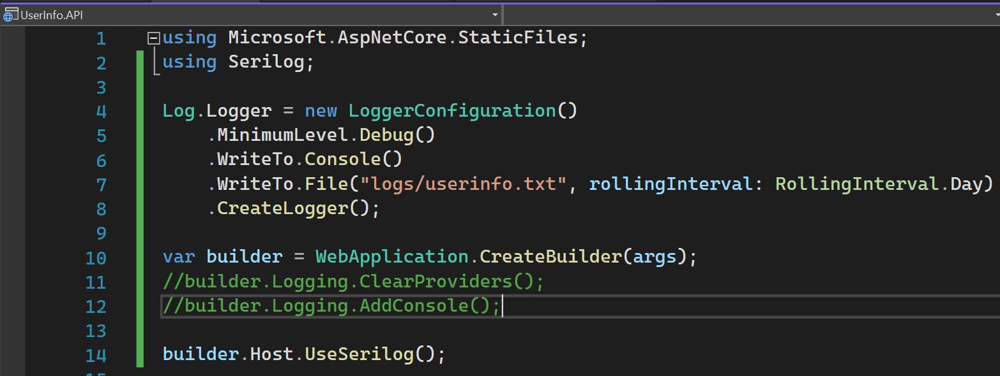 UserInfo.API
1 using Microsoft.AspNetCore.StaticFiles;
2 using Serilog;
3
4 Log.Logger = new LoggerConfiguration()
5     .MinimumLevel.Debug()
6     .WriteTo.Console()
7     .WriteTo.File("logs/userinfo.txt", rollingInterval: RollingInterval.Day)
8     .CreateLogger();
9
10 var builder = WebApplication.CreateBuilder(args);
11 //builder.Logging.ClearProviders();
12 //builder.Logging.AddConsole();
13
14 builder.Host.UseSerilog();